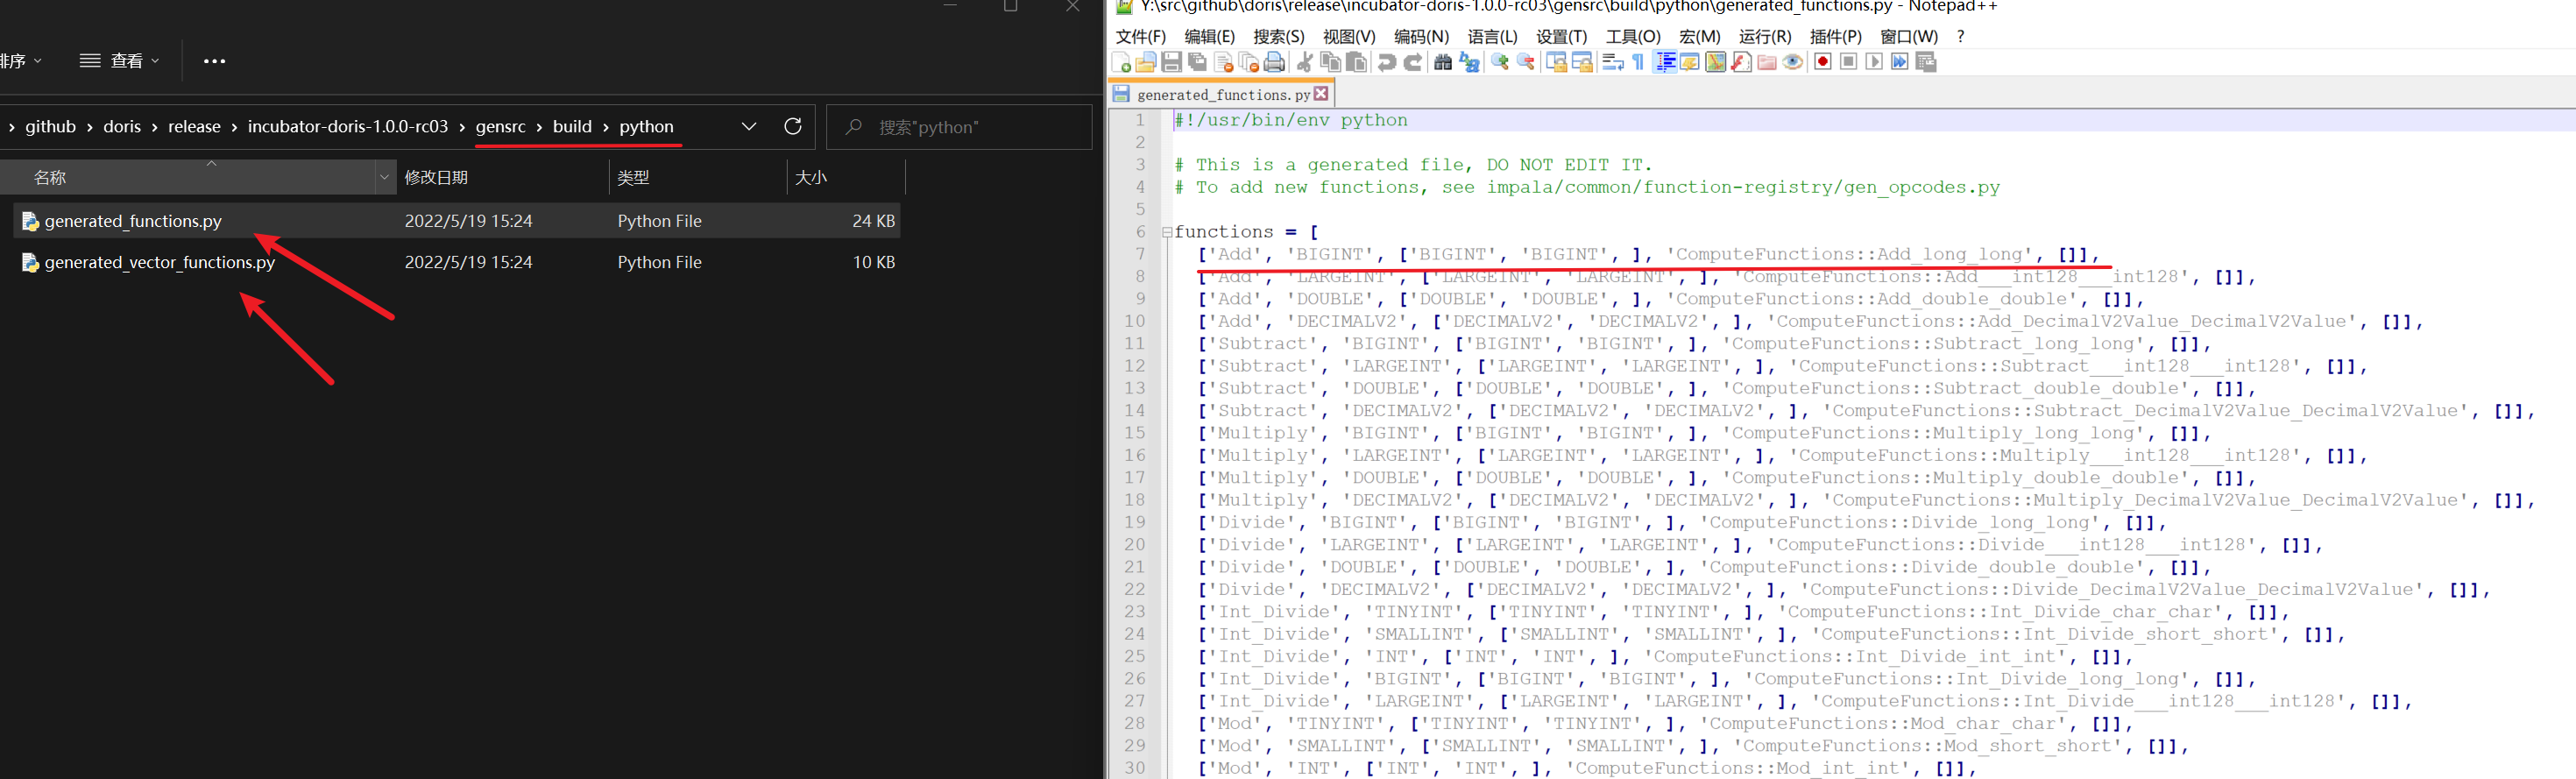 排序
查看
github
doris
release
incubator-doris-1.0.0-rc03
gensrc
build
python
搜索"python"
名称
修改日期
类型
大小
generated_functions.py
2022/5/19 15:24
Python File
24 KB
generated_vector_functions.py
2022/5/19 15:24
Python File
10 KB
Y:\src\github\doris\release\incubator-doris-1.0.0-rc03\gensrc\build\python\generated_functions.py - Notepad++
文件(F) 编辑(E) 搜索(S) 视图(V) 编码(N) 语言(L) 设置(T) 工具(O) 宏(M) 运行(R) 插件(P) 窗口(W) ?
generated_functions.py
1 #!/usr/bin/env python
2
3 # This is a generated file, DO NOT EDIT IT.
4 # To add new functions, see impala/common/function-registry/gen_opcodes.py
5
6 functions = [
7 ['Add', 'BIGINT', ['BIGINT', 'BIGINT', ], 'ComputeFunctions::Add_long_long', []],
8 ['Add', 'LARGEINT', ['LARGEINT', 'LARGEINT', ], 'ComputeFunctions::Add___int128___int128', []],
9 ['Add', 'DOUBLE', ['DOUBLE', 'DOUBLE', ], 'ComputeFunctions::Add_double_double', []],
10 ['Add', 'DECIMALV2', ['DECIMALV2', 'DECIMALV2', ], 'ComputeFunctions::Add_DecimalV2Value_DecimalV2Value', []],
11 ['Subtract', 'BIGINT', ['BIGINT', 'BIGINT', ], 'ComputeFunctions::Subtract_long_long', []],
12 ['Subtract', 'LARGEINT', ['LARGEINT', 'LARGEINT', ], 'ComputeFunctions::Subtract___int128___int128', []],
13 ['Subtract', 'DOUBLE', ['DOUBLE', 'DOUBLE', ], 'ComputeFunctions::Subtract_double_double', []],
14 ['Subtract', 'DECIMALV2', ['DECIMALV2', 'DECIMALV2', ], 'ComputeFunctions::Subtract_DecimalV2Value_DecimalV2Value', []],
15 ['Multiply', 'BIGINT', ['BIGINT', 'BIGINT', ], 'ComputeFunctions::Multiply_long_long', []],
16 ['Multiply', 'LARGEINT', ['LARGEINT', 'LARGEINT', ], 'ComputeFunctions::Multiply___int128___int128', []],
17 ['Multiply', 'DOUBLE', ['DOUBLE', 'DOUBLE', ], 'ComputeFunctions::Multiply_double_double', []],
18 ['Multiply', 'DECIMALV2', ['DECIMALV2', 'DECIMALV2', ], 'ComputeFunctions::Multiply_DecimalV2Value_DecimalV2Value', []],
19 ['Divide', 'BIGINT', ['BIGINT', 'BIGINT', ], 'ComputeFunctions::Divide_long_long', []],
20 ['Divide', 'LARGEINT', ['LARGEINT', 'LARGEINT', ], 'ComputeFunctions::Divide___int128___int128', []],
21 ['Divide', 'DOUBLE', ['DOUBLE', 'DOUBLE', ], 'ComputeFunctions::Divide_double_double', []],
22 ['Divide', 'DECIMALV2', ['DECIMALV2', 'DECIMALV2', ], 'ComputeFunctions::Divide_DecimalV2Value_DecimalV2Value', []],
23 ['Int_Divide', 'TINYINT', ['TINYINT', 'TINYINT', ], 'ComputeFunctions::Int_Divide_char_char', []],
24 ['Int_Divide', 'SMALLINT', ['SMALLINT', 'SMALLINT', ], 'ComputeFunctions::Int_Divide_short_short', []],
25 ['Int_Divide', 'INT', ['INT', 'INT', ], 'ComputeFunctions::Int_Divide_int_int', []],
26 ['Int_Divide', 'BIGINT', ['BIGINT', 'BIGINT', ], 'ComputeFunctions::Int_Divide_long_long', []],
27 ['Int_Divide', 'LARGEINT', ['LARGEINT', 'LARGEINT', ], 'ComputeFunctions::Int_Divide___int128___int128', []],
28 ['Mod', 'TINYINT', ['TINYINT', 'TINYINT', ], 'ComputeFunctions::Mod_char_char', []],
29 ['Mod', 'SMALLINT', ['SMALLINT', 'SMALLINT', ], 'ComputeFunctions::Mod_short_short', []],
30 ['Mod', 'INT', ['INT', 'INT', ], 'ComputeFunctions::Mod_int_int', []],